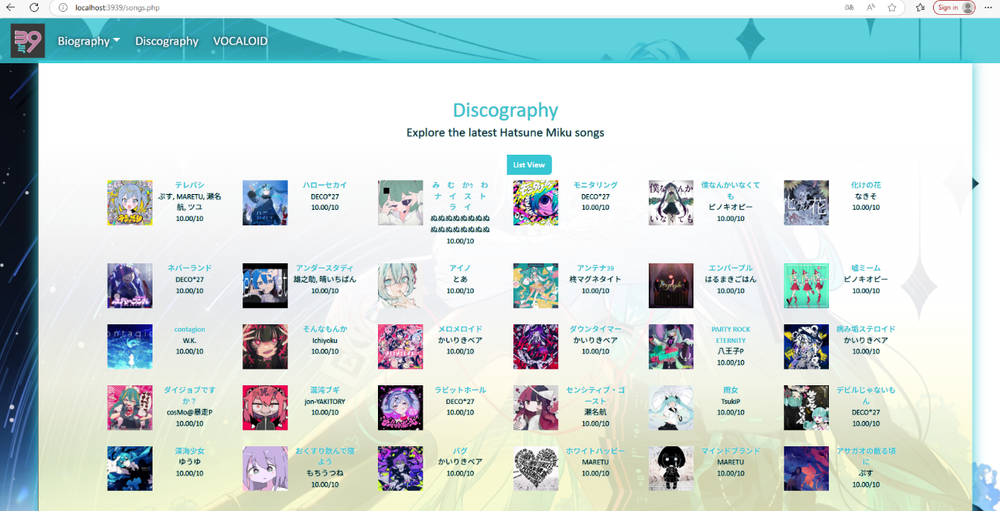 localhost:3939/songs.php
Sign in
39
Biography
Discography
VOCALOID
Discography
Explore the latest Hatsune Miku songs
List View
テレパシ
ぷす, MARETU, 瀬名
航, ツユ
10.00/10
ハローセカイ
DECO*27
10.00/10
み む かｩ わ
ナ イ ス ト
ラ イ
ぬぬぬぬぬぬぬぬ
ぬぬぬぬぬぬぬぬ
10.00/10
モニタリング
DECO*27
10.00/10
僕なんか
いなくても
僕なんかいなくて
も
ピノキオピー
10.00/10
化けの花
化けの花
なきそ
10.00/10
ネバーランド
DECO*27
10.00/10
アンダースタディ
雄之助, 晴いちばん
10.00/10
アイノ
とあ
10.00/10
アンテナ39
柊マグネタイト
10.00/10
エンパープル
はるまきごはん
10.00/10
嘘ミーム
ピノキオピー
10.00/10
contagion
W.K.
10.00/10
そんなもんか
Ichiyoku
10.00/10
メロメロイド
かいりきベア
10.00/10
ダウンタイマー
かいりきベア
10.00/10
PARTY ROCK
ETERNITY
八王子P
10.00/10
病み垢ステロイド
かいりきベア
10.00/10
ダイジョブです
か？
cosMo@暴走P
10.00/10
混沌ブギ
jon-YAKITORY
10.00/10
ラビットホール
DECO*27
10.00/10
センシティブ・ゴ
ースト
瀬名航
10.00/10
雨女
TsukiP
10.00/10
デビルじゃないも
ん
DECO*27
10.00/10
深海少女
ゆうゆ
10.00/10
おくすり飲んで寝
よう
もちうつね
10.00/10
バグ
かいりきベア
10.00/10
ホワイトハッピー
MARETU
10.00/10
マインドブランド
MARETU
10.00/10
アサガオの散る頃
に
ぷす
10.00/10